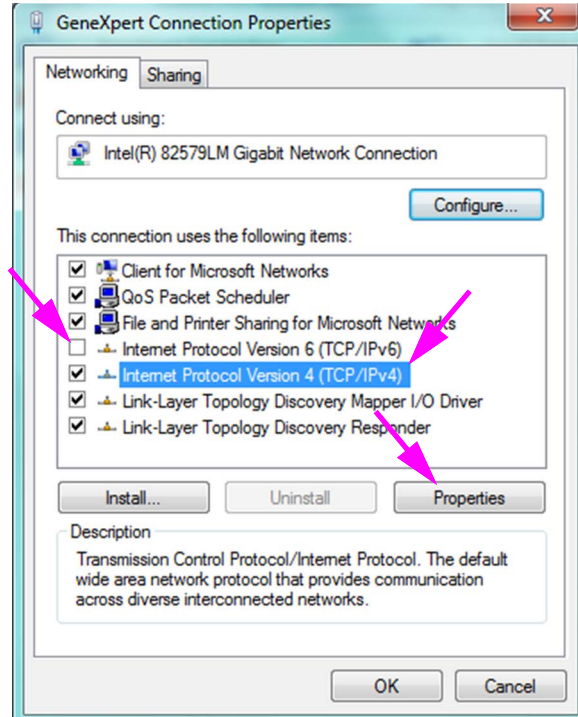 GeneXpert Connection Properties
Networking Sharing
Connect using:
Intel(R) 82579LM Gigabit Network Connection
Configure...
This connection uses the following items:
Client for Microsoft Networks
QoS Packet Scheduler
File and Printer Sharing for Microsoft Networks
Internet Protocol Version 6 (TCP/IPv6)
Internet Protocol Version 4 (TCP/IPv4)
Link-Layer Topology Discovery Mapper I/O Driver
Link-Layer Topology Discovery Responder
Install... Uninstall Properties
Description
Transmission Control Protocol/Internet Protocol. The default
wide area network protocol that provides communication
across diverse interconnected networks.
OK Cancel